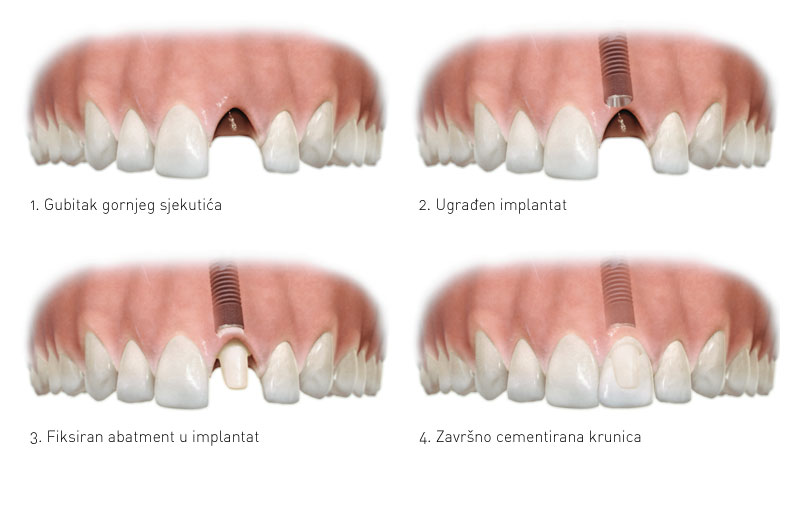 1. Gubitak gornjeg sjekutića
2. Ugrađen implantat
3. Fiksiran abatment u implantat
4. Završno cementirana krunica